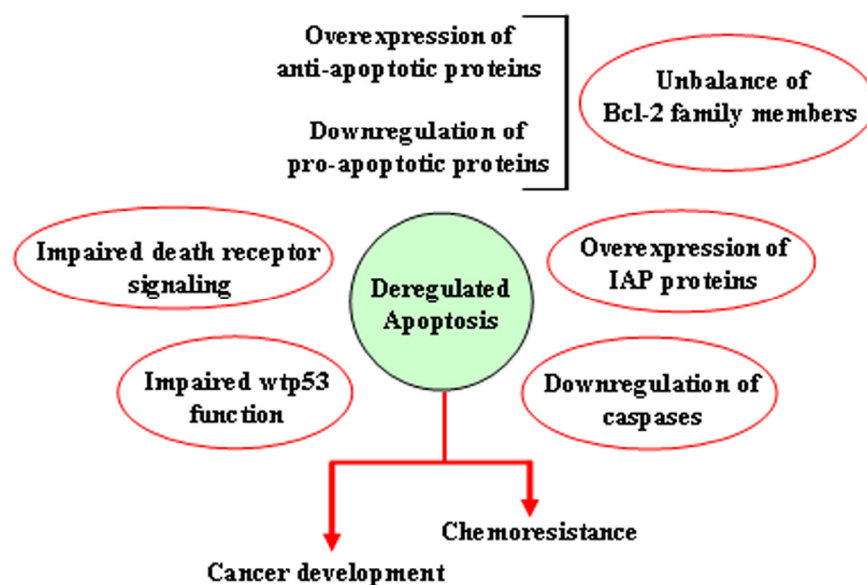 Overexpression of
anti-apoptotic proteins
Downregulation of
pro-apoptotic proteins
Unbalance of
Bcl-2 family members
Impaired death receptor
signaling
Deregulated
Apoptosis
Overexpression of
IAP proteins
Impaired wtp53
function
Downregulation of
caspases
Chemoresistance
Cancer development